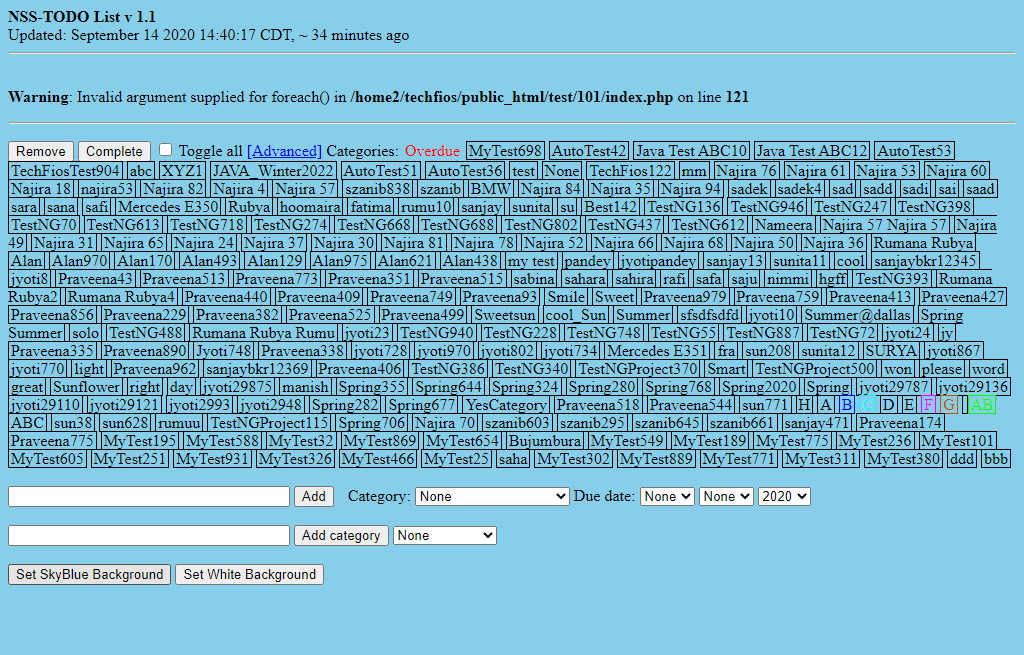 NSS-TODO List v 1.1
Updated: September 14 2020 14:40:17 CDT, ~ 34 minutes ago
Warning: Invalid argument supplied for foreach() in /home2/techfios/public_html/test/101/index.php on line 121
Remove Complete Toggle all [Advanced] Categories: Overdue MyTest698 AutoTest42 Java Test ABC10 Java Test ABC12 AutoTest53
TechFiosTest904 abc XYZ1 JAVA_Winter2022 AutoTest51 AutoTest36 test None TechFios122 mm Najira 76 Najira 61 Najira 53 Najira 60
Najira 18 najira53 Najira 82 Najira 4 Najira 57 szanib838 szanib BMW Najira 84 Najira 35 Najira 94 sadek sadek4 sad sadd sadi sai saad
sara sana safi Mercedes E350 Rubya hoomaira fatima rumu10 sanjay sunita su Best142 TestNG136 TestNG946 TestNG247 TestNG398
TestNG70 TestNG613 TestNG718 TestNG274 TestNG668 TestNG688 TestNG802 TestNG437 TestNG612 Nameera Najira 57 Najira 57 Najira
49 Najira 31 Najira 65 Najira 24 Najira 37 Najira 30 Najira 81 Najira 78 Najira 52 Najira 66 Najira 68 Najira 50 Najira 36 Rumana Rubya
Alan Alan970 Alan170 Alan493 Alan129 Alan975 Alan621 Alan438 my test pandey jyotipandey sanjay13 sunita11 cool sanjaybkr12345
jyoti8 Praveena43 Praveena513 Praveena773 Praveena351 Praveena515 sabina sahara sahira rafi safa saju nimmi hgff TestNG393 Rumana
Rubya2 Rumana Rubya4 Praveena440 Praveena409 Praveena749 Praveena93 Smile Sweet Praveena979 Praveena759 Praveena413 Praveena427
Praveena856 Praveena229 Praveena382 Praveena525 Praveena499 Sweetsun cool_Sun Summer sfsdfsdfd jyoti10 Summer@dallas Spring
Summer solo TestNG488 Rumana Rubya Rumu jyoti23 TestNG940 TestNG228 TestNG748 TestNG55 TestNG887 TestNG72 jyoti24 jy
Praveena335 Praveena890 Jyoti748 Praveena338 jyoti728 jyoti970 jyoti802 jyoti734 Mercedes E351 fra sun208 sunita12 SURYA jyoti867
jyoti770 light Praveena962 sanjaybkr12369 Praveena406 TestNG386 TestNG340 TestNGProject370 Smart TestNGProject500 won please word
great Sunflower right day jyoti29875 manish Spring355 Spring644 Spring324 Spring280 Spring768 Spring2020 Spring jyoti29787 jyoti29136
jyoti29110 jyoti29121 jyoti2993 jyoti2948 Spring282 Spring677 YesCategory Praveena518 Praveena544 sun771 H A B C D E F G AB
ABC sun38 sun628 rumuu TestNGProject115 Spring706 Najira 70 szanib603 szanib295 szanib645 szanib661 sanjay471 Praveena174
Praveena775 MyTest195 MyTest588 MyTest32 MyTest869 MyTest654 Bujumbura MyTest549 MyTest189 MyTest775 MyTest236 MyTest101
MyTest605 MyTest251 MyTest931 MyTest326 MyTest466 MyTest25 saha MyTest302 MyTest889 MyTest771 MyTest311 MyTest380 ddd bbb
Add Category: None Due date: None None 2020
Add category None
Set SkyBlue Background Set White Background